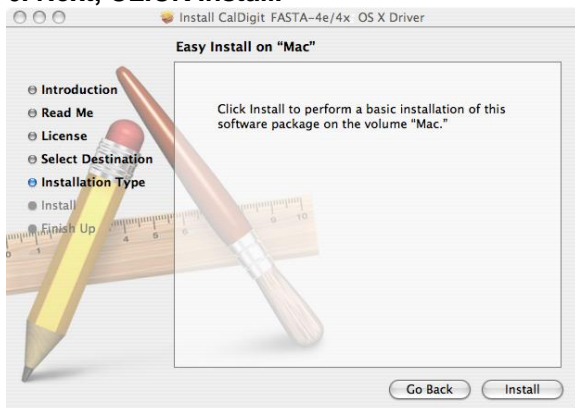 Install CalDigit FASTA-4e/4x OS X Driver
Easy Install on “Mac”
Introduction
Read Me
License
Select Destination
Installation Type
Install
Finish Up
Click Install to perform a basic installation of this
software package on the volume “Mac.”
Go Back
Install